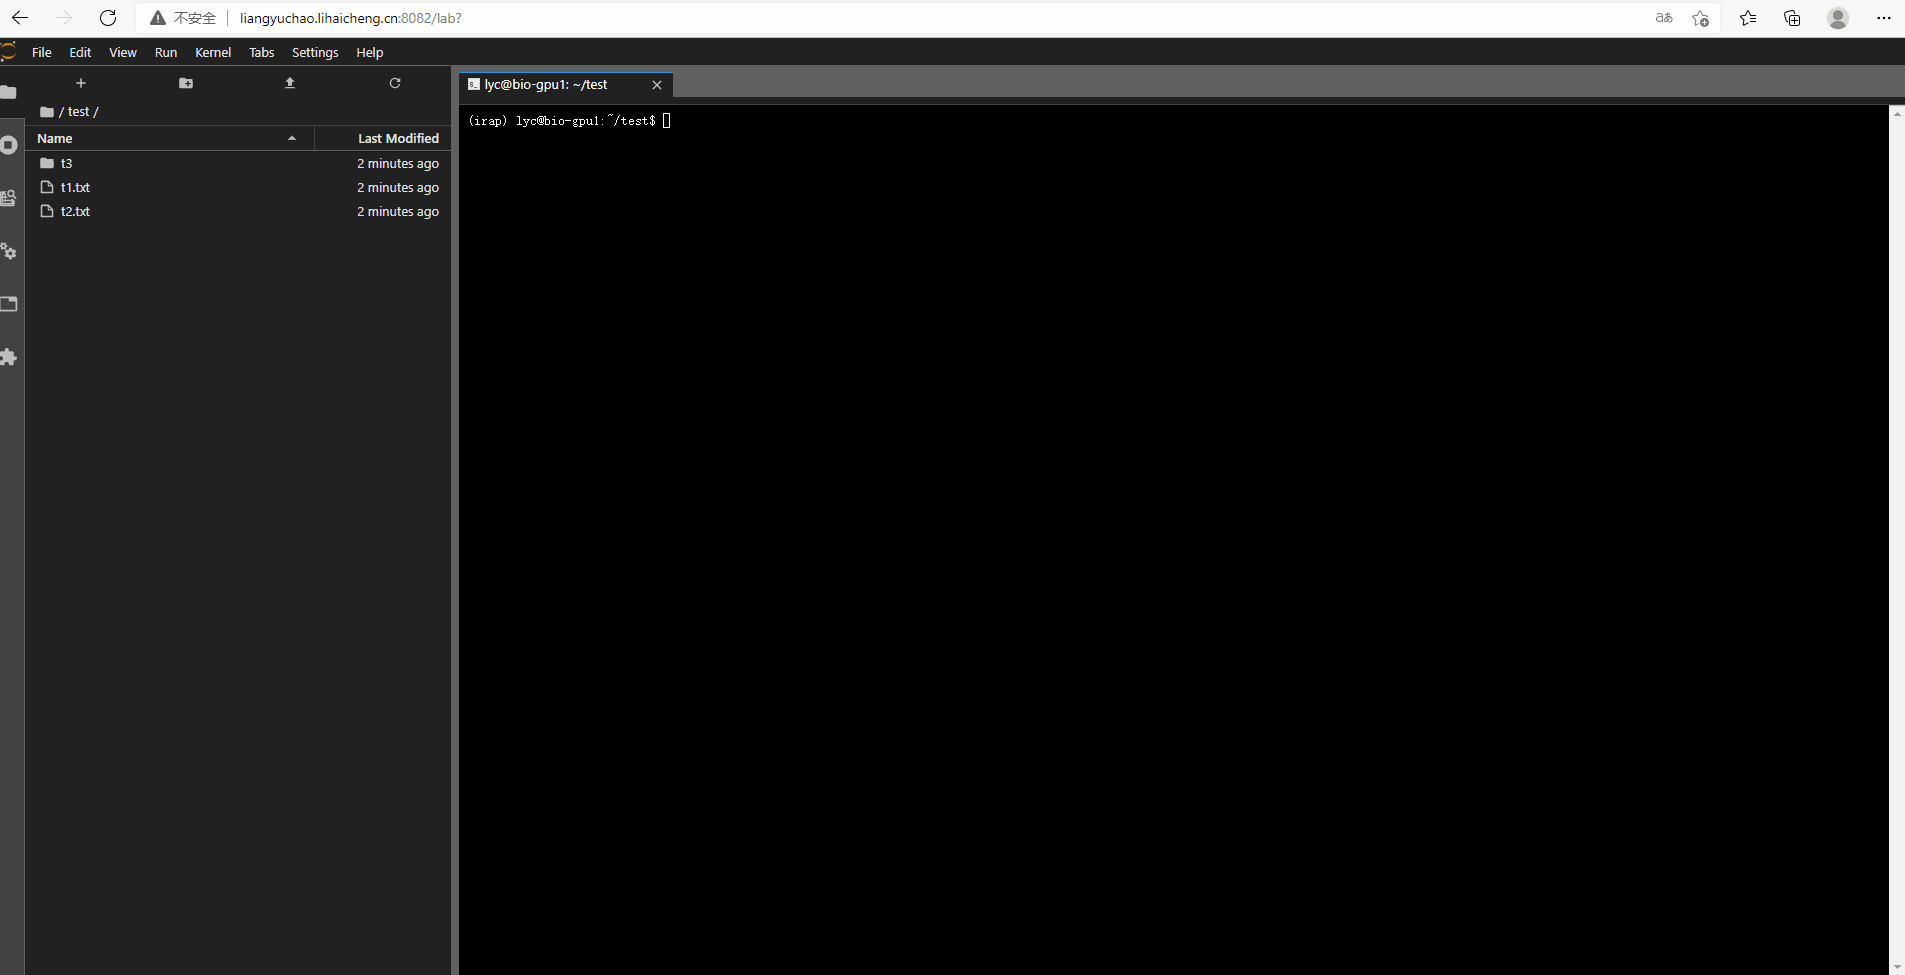 不安全 liangyuchao.lihaicheng.cn:8082/lab? aあ
File Edit View Run Kernel Tabs Settings Help
lyc@bio-gpu1: ~/test
/ test /
(irap) lyc@bio-gpu1:~/test$
Name Last Modified
t3 2 minutes ago
t1.txt 2 minutes ago
t2.txt 2 minutes ago